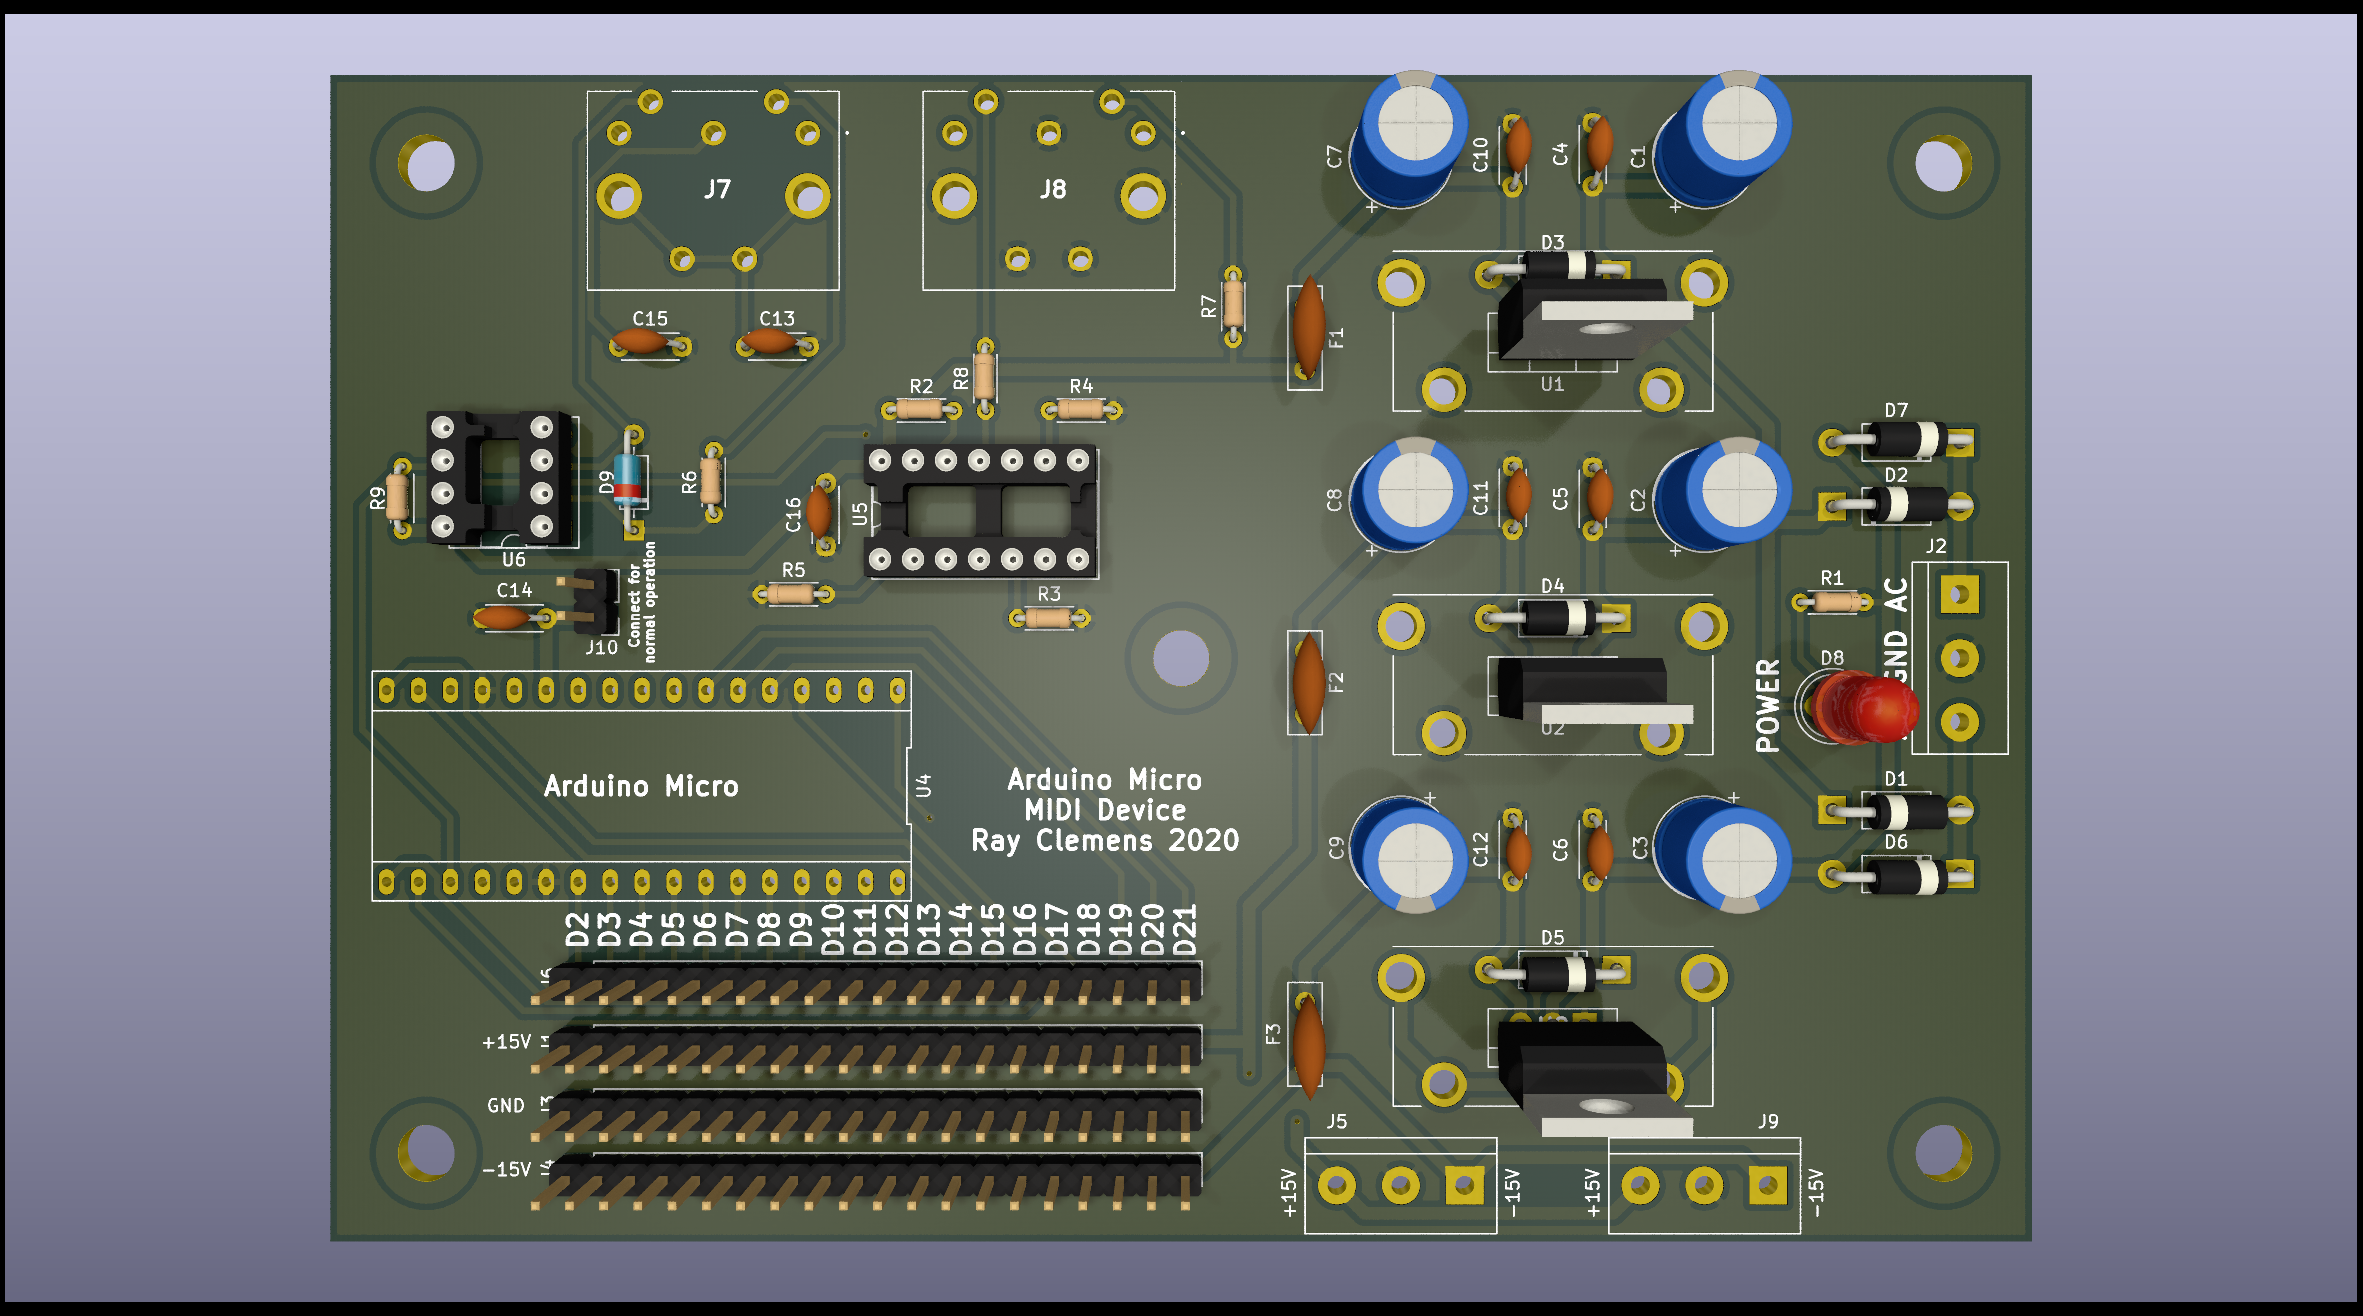 J7
J8
C7
C10
C4
C1
+
+
D3
C15
C13
R7
F1
U1
R2
R8
R4
D7
R9
D9
R6
C16
U5
C8
C11
C5
C2
D2
+
+
U6
J2
C14
Connect for
normal operation
R5
R3
D4
R1
AC
GND
J10
D8
F2
POWER
U2
Arduino Micro
U4
Arduino Micro
MIDI Device
Ray Clemens 2020
+
+
D1
C9
C12
C6
C3
D6
D2
D3
D4
D5
D6
D7
D8
D9
D10
D11
D12
D13
D14
D15
D16
D17
D18
D19
D20
D21
D5
F3
+15V
GND
-15V
J5
J9
+15V
-15V
+15V
-15V